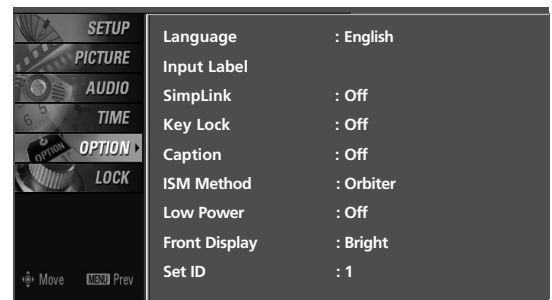 SETUP
PICTURE
AUDIO
TIME
OPTION
LOCK
Move MENU Prev
Language : English
Input Label
SimpLink : Off
Key Lock : Off
Caption : Off
ISM Method : Orbiter
Low Power : Off
Front Display : Bright
Set ID : 1